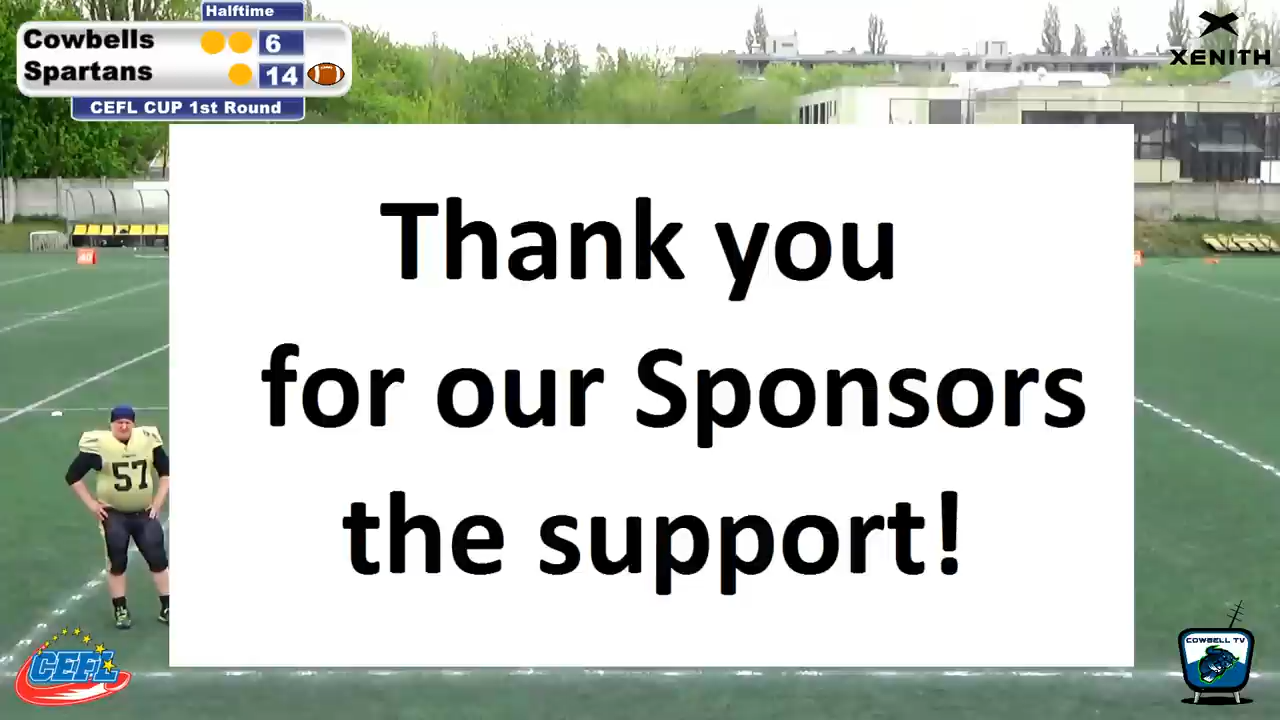 Halftime
Cowbells 6
Spartans 14
CEFL CUP 1st Round
XENITH
Thank you
for our Sponsors
the support!
57
CEFL
COWBELL TV